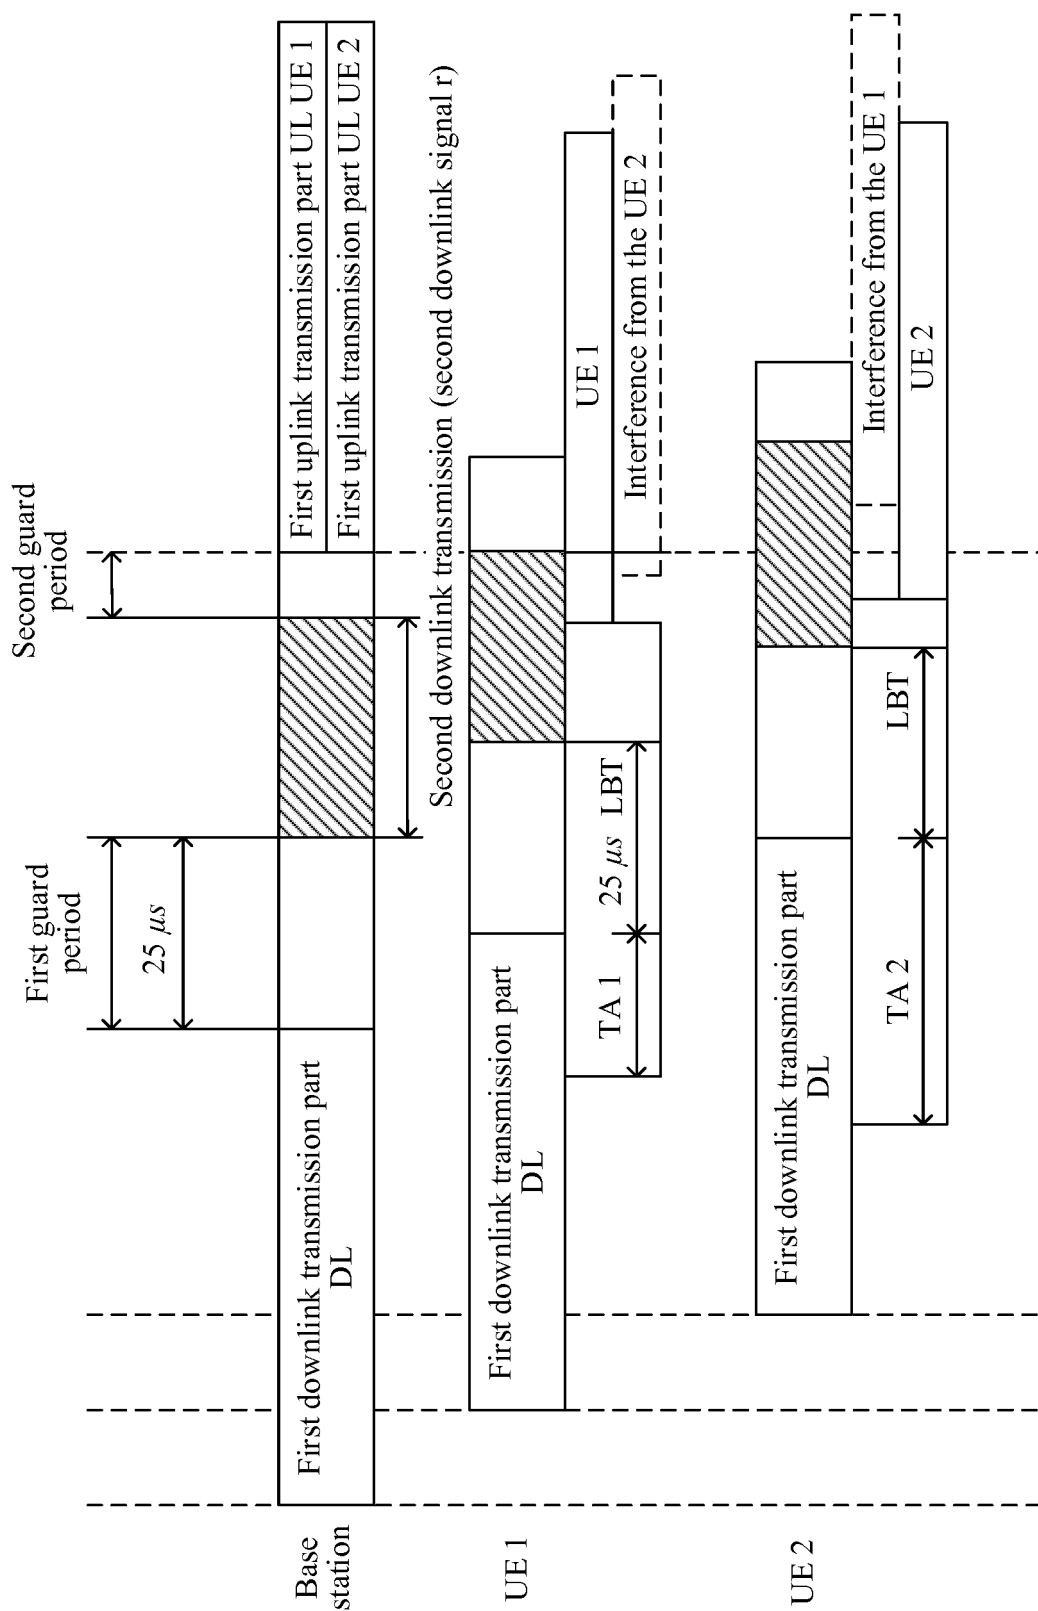 First guard
period
25 μs
Second guard
period
Base
station
First downlink transmission part
DL
First uplink transmission part UL UE 1
First uplink transmission part UL UE 2
Second downlink transmission (second downlink signal r)
UE 1
First downlink transmission part
DL
TA 1
25 μs
LBT
UE 1
Interference from the UE 2
UE 2
First downlink transmission part
DL
TA 2
LBT
Interference from the UE 1
UE 2